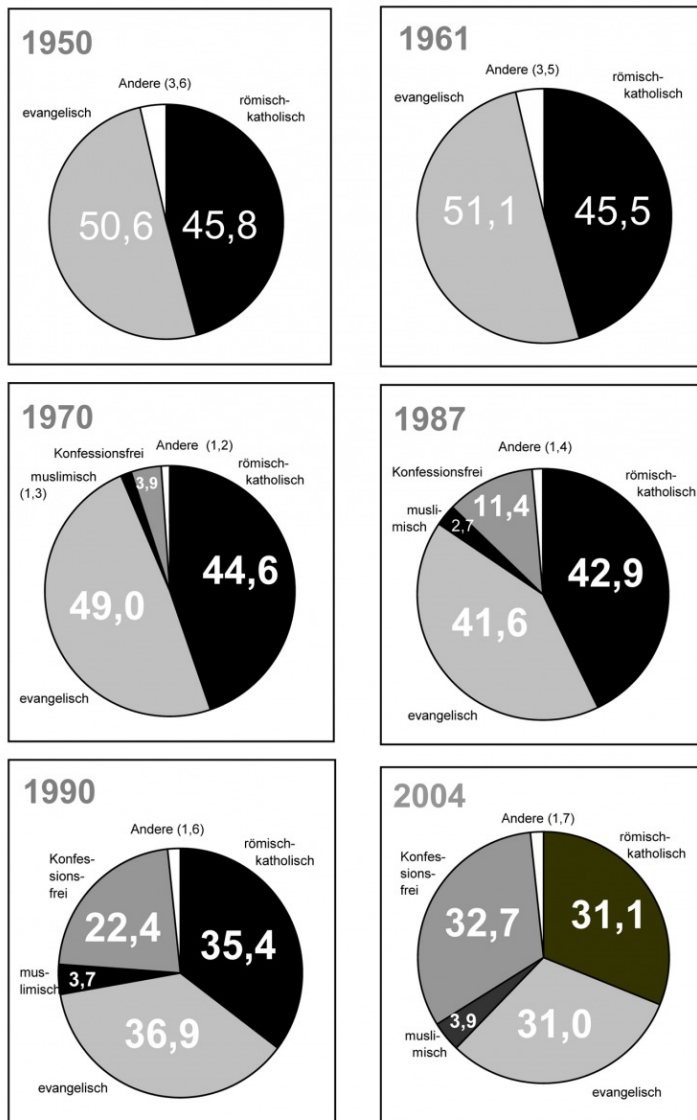 1950
Andere (3,6)
römisch-
katholisch
evangelisch
50,6
45,8
1961
Andere (3,5)
römisch-
katholisch
evangelisch
51,1
45,5
1970
Andere (1,2)
Konfessionsfrei
römisch-
katholisch
muslimisch
(1,3)
3,9
44,6
49,0
evangelisch
1987
Andere (1,4)
Konfessionsfrei
römisch-
katholisch
musli-
misch
11,4
2,7
42,9
41,6
evangelisch
1990
Andere (1,6)
römisch-
katholisch
Konfes-
sions-
frei
22,4
35,4
mus-
limisch
3,7
36,9
evangelisch
2004
Andere (1,7)
römisch-
katholisch
Konfes-
sions-
frei
32,7
31,1
musli-
misch
3,9
31,0
evangelisch